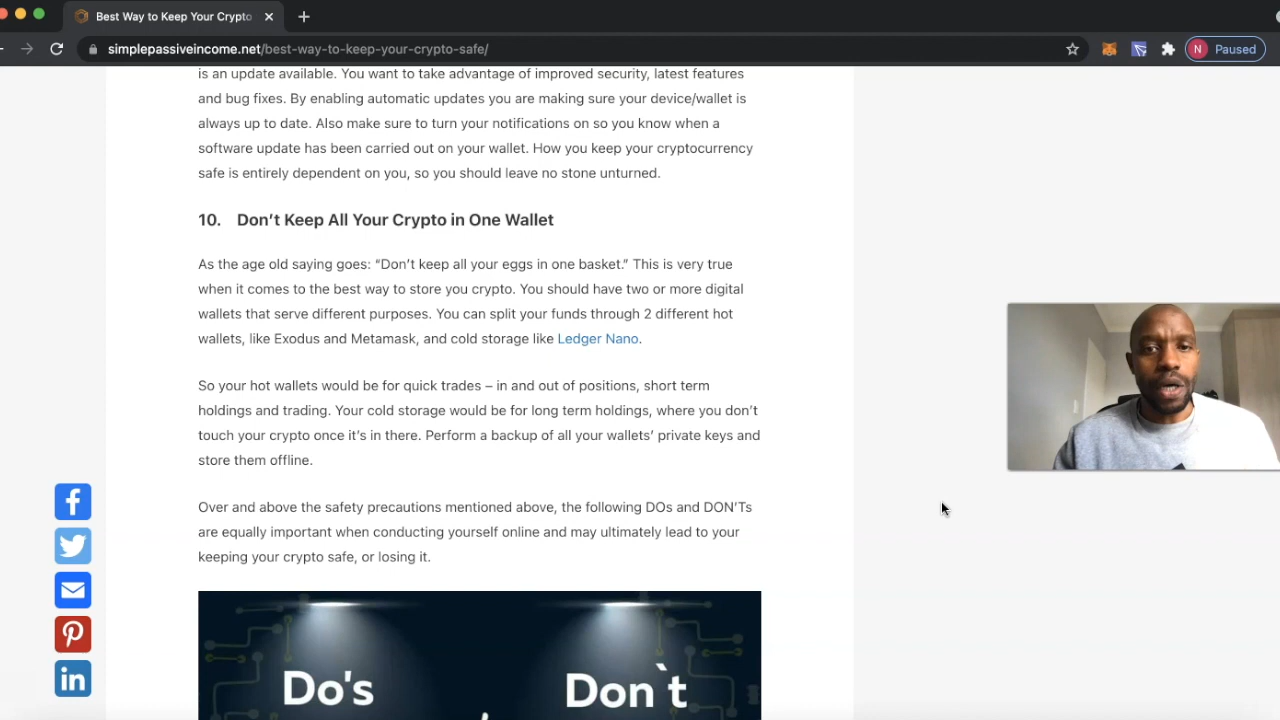 Best Way to Keep Your Crypto
simplepassiveincome.net/best-way-to-keep-your-crypto-safe/
N Paused
is an update available. You want to take advantage of improved security, latest features
and bug fixes. By enabling automatic updates you are making sure your device/wallet is
always up to date. Also make sure to turn your notifications on so you know when a
software update has been carried out on your wallet. How you keep your cryptocurrency
safe is entirely dependent on you, so you should leave no stone unturned.
10. Don’t Keep All Your Crypto in One Wallet
As the age old saying goes: “Don’t keep all your eggs in one basket.” This is very true
when it comes to the best way to store you crypto. You should have two or more digital
wallets that serve different purposes. You can split your funds through 2 different hot
wallets, like Exodus and Metamask, and cold storage like Ledger Nano.
So your hot wallets would be for quick trades – in and out of positions, short term
holdings and trading. Your cold storage would be for long term holdings, where you don’t
touch your crypto once it’s in there. Perform a backup of all your wallets’ private keys and
store them offline.
Over and above the safety precautions mentioned above, the following DOs and DON’Ts
are equally important when conducting yourself online and may ultimately lead to your
keeping your crypto safe, or losing it.
Do's
Don`t